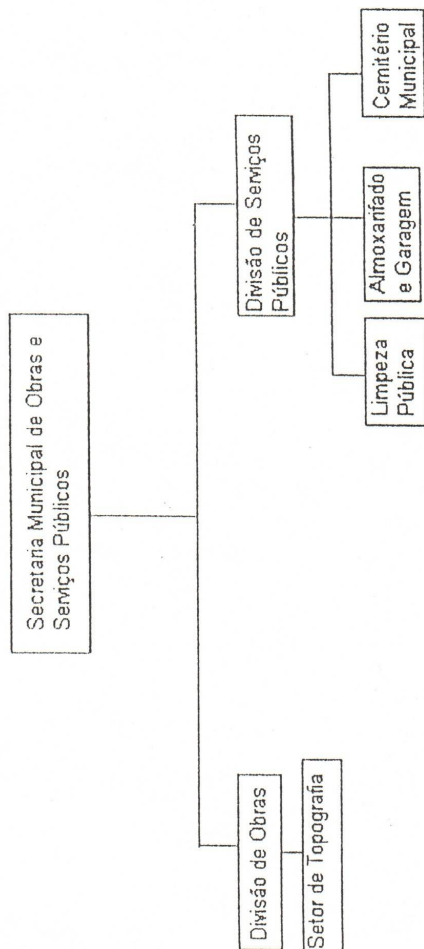 Secretaria Municipal de Obras e
Serviços Públicos
Divisão de Obras
Setor de Topografia
Divisão de Serviços
Públicos
Limpeza
Pública
Almoxarifado
e Garagem
Cemitério
Municipal